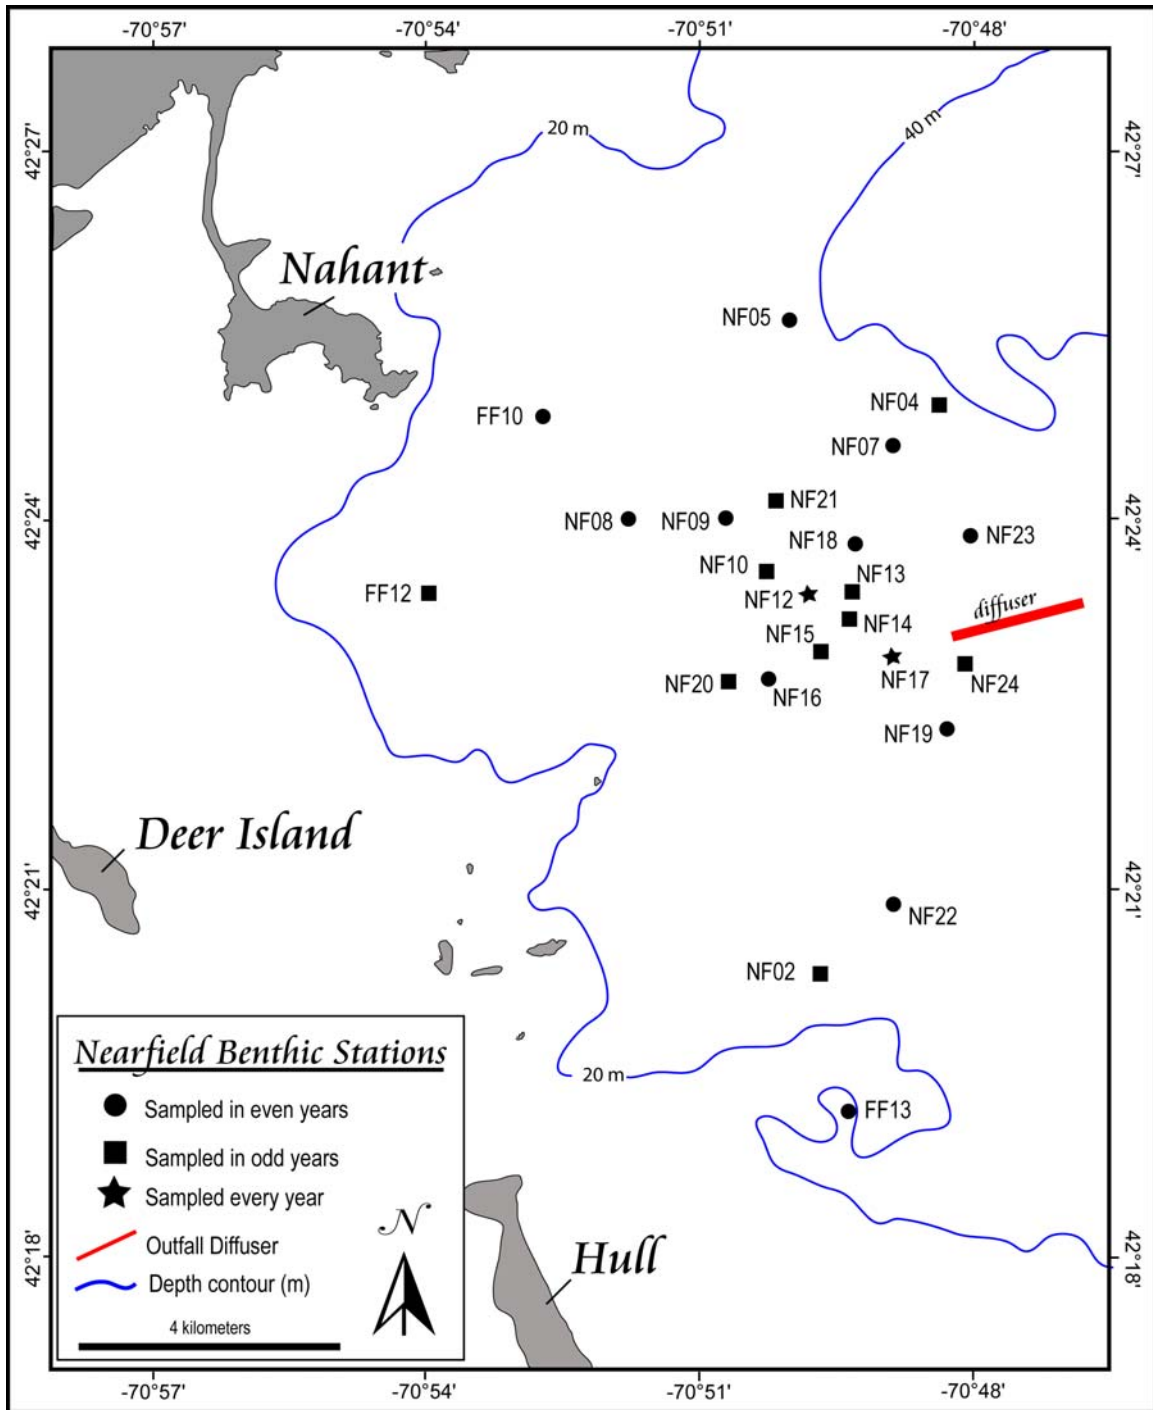 -70°57' -70°54' -70°51' -70°48'
20 m
40 m
42°27'
42°27'
Nahant
NF05
NF04
FF10
NF07
NF21
42°24'
NF08
NF09
42°24'
NF18
NF23
NF10
NF13
FF12
NF12
diffuser
NF14
NF15
NF17
NF20
NF16
NF24
NF19
Deer Island
42°21'
42°21'
NF22
NF02
20 m
FF13
Nearfield Benthic Stations
Sampled in even years
Sampled in odd years
Sampled every year
N
Outfall Diffuser
Depth contour (m)
4 kilometers
Hull
42°18'
42°18'
-70°57' -70°54' -70°51' -70°48'